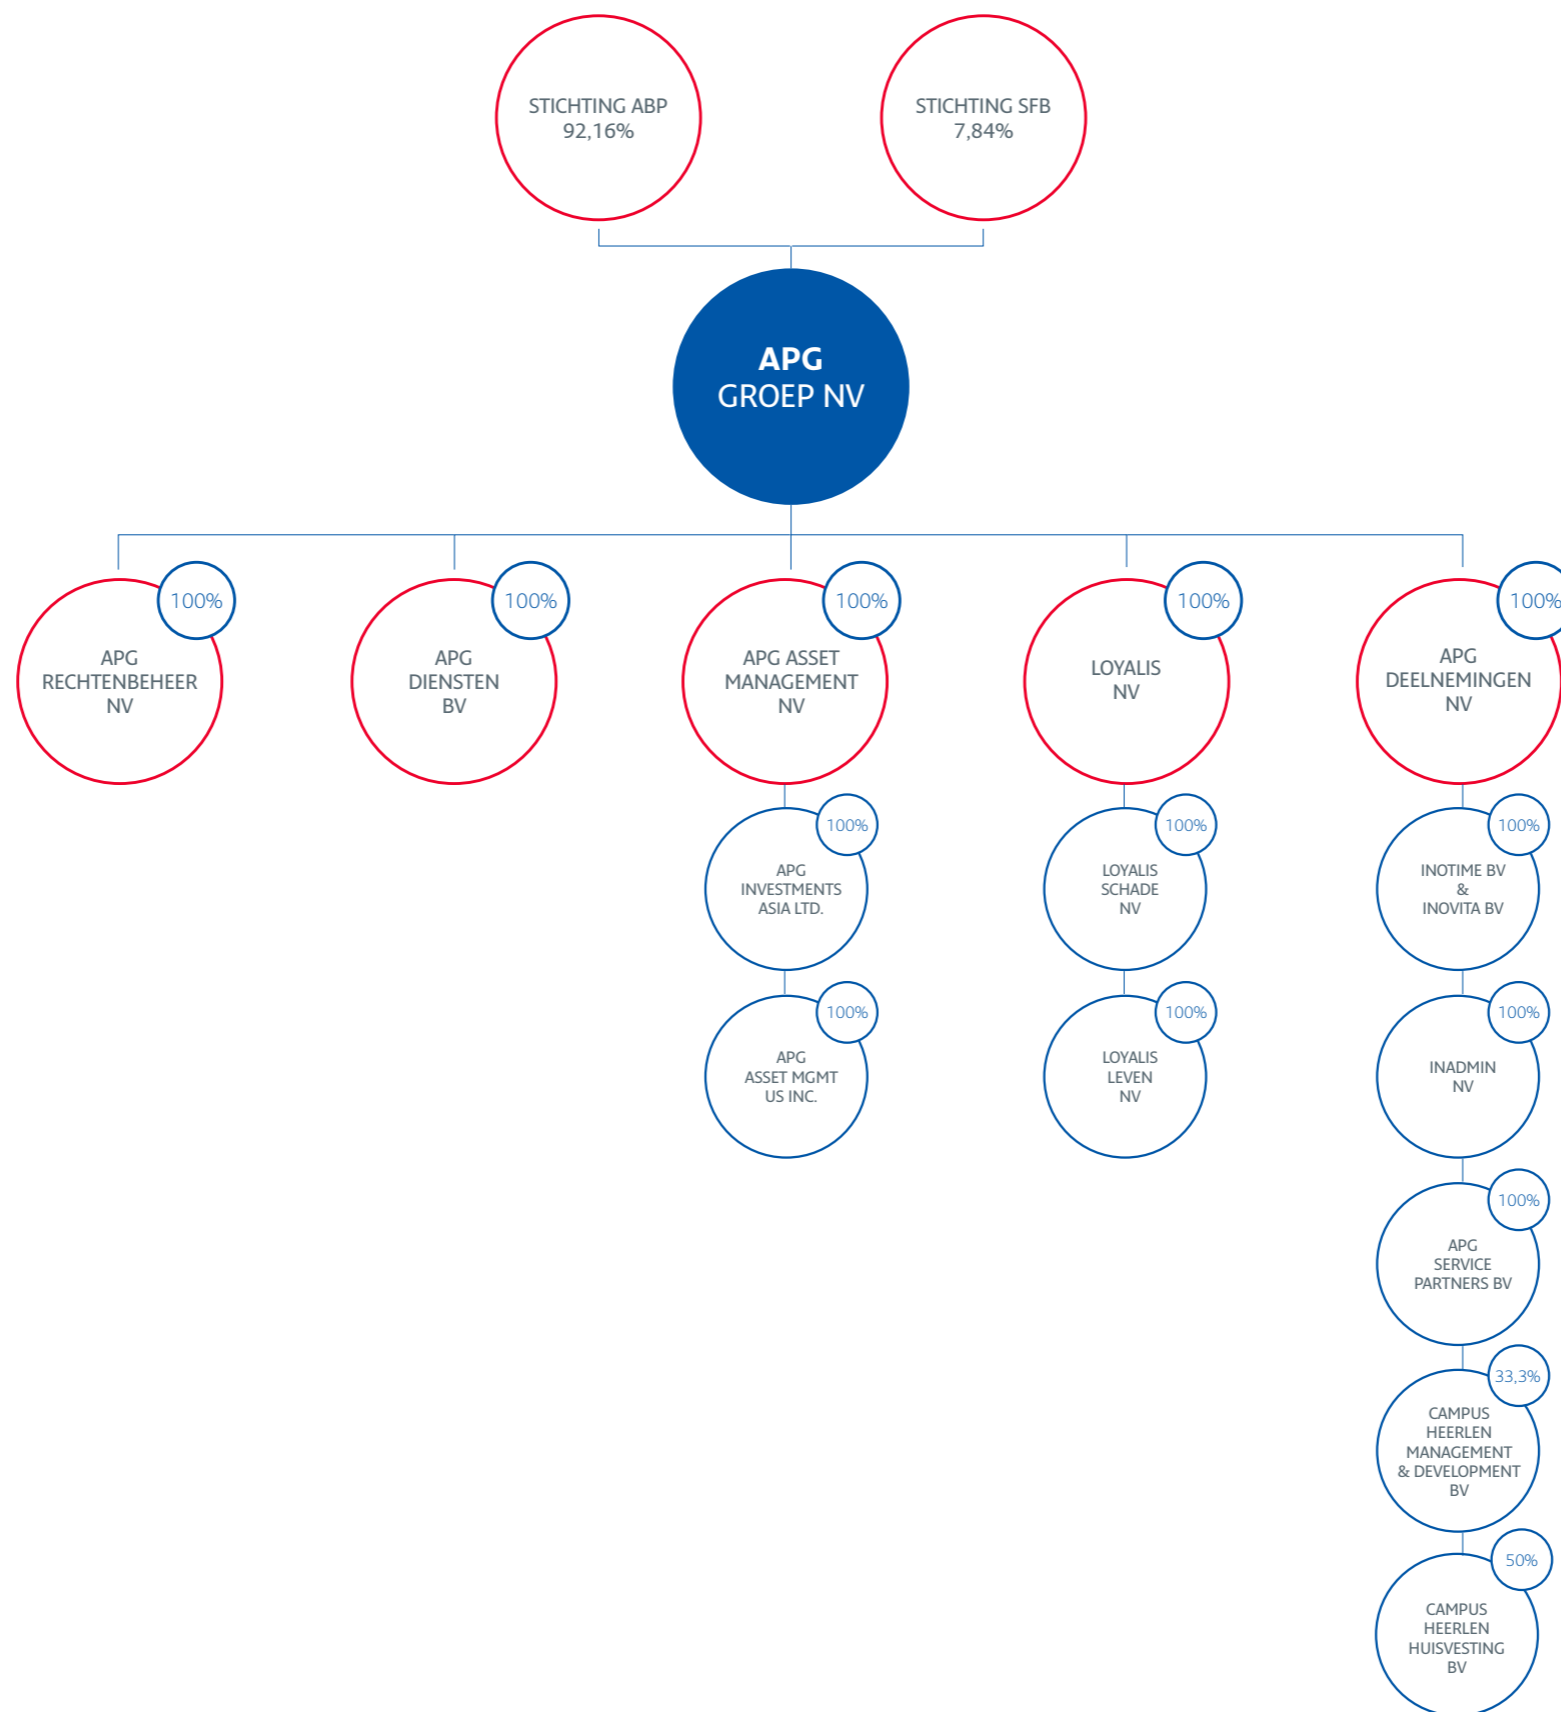 STICHTING ABP
92,16%
STICHTING SFB
7,84%
APG
GROEP NV
100%
APG
RECHTENBEHEER
NV
100%
APG
DIENSTEN
BV
100%
APG ASSET
MANAGEMENT
NV
100%
LOYALIS
NV
100%
APG
DEELNEMINGEN
NV
100%
APG
INVESTMENTS
ASIA LTD.
100%
APG
ASSET MGMT
US INC.
100%
LOYALIS
SCHADE
NV
100%
LOYALIS
LEVEN
NV
100%
INOTIME BV
&
INOVITA BV
100%
INADMIN
NV
100%
APG
SERVICE
PARTNERS BV
33,3%
CAMPUS
HEERLEN
MANAGEMENT
& DEVELOPMENT
BV
50%
CAMPUS
HEERLEN
HUISVESTING
BV